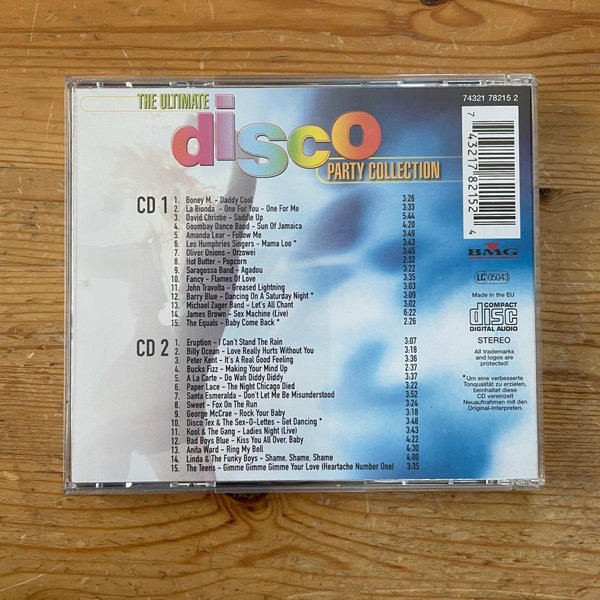 THE ULTIMATE
disco
PARTY COLLECTION
74321 78215 2
7 43217 82152 4
BMG
LC 05043
Made in the EU
COMPACT
disc
DIGITAL AUDIO
STEREO
All trademarks
and logos are
protected!
*Um eine verbesserte
Tonqualität zu erzielen,
beinhaltet diese
CD vereinzelt
Neuaufnahmen mit den
Original-Interpreten.
CD 1
1. Boney M. - Daddy Cool 3:26
2. La Bionda - One For You - One For Me 3:33
3. David Christie - Saddle Up 5:44
4. Goombay Dance Band - Sun Of Jamaica 4:20
5. Amanda Lear - Follow Me 3:49
6. Les Humphries Singers - Mama Loo * 3:43
7. Oliver Onions - Orzowei 3:45
8. Hot Butter - Popcorn 2:32
9. Saragossa Band - Agadou 3:22
10. Fancy - Flames Of Love 3:35
11. John Travolta - Greased Lightning 3:03
12. Barry Blue - Dancing On A Saturday Night * 3:09
13. Michael Zager Band - Let's All Chant 3:02
14. James Brown - Sex Machine (Live) 6:22
15. The Equals - Baby Come Back * 2:26
CD 2
1. Eruption - I Can't Stand The Rain 3:07
2. Billy Ocean - Love Really Hurts Without You 3:18
3. Peter Kent - It's A Real Good Feeling 3:36
4. Bucks Fizz - Making Your Mind Up 2:37
5. A La Carte - Do Wah Diddy Diddy 3:37
6. Paper Lace - The Night Chicago Died 3:22
7. Santa Esmeralda - Don't Let Me Be Misunderstood 3:52
8. Sweet - Fox On The Run 3:24
9. George McCrae - Rock Your Baby 3:18
10. Disco Tex & The Sex-O-Lettes - Get Dancing * 3:48
11. Kool & The Gang - Ladies Night (Live) 3:43
12. Bad Boys Blue - Kiss You All Over, Baby 4:22
13. Anita Ward - Ring My Bell 4:30
14. Linda & The Funky Boys - Shame, Shame, Shame 4:00
15. The Teens - Gimme Gimme Gimme Your Love (Heartache Number One) 3:35